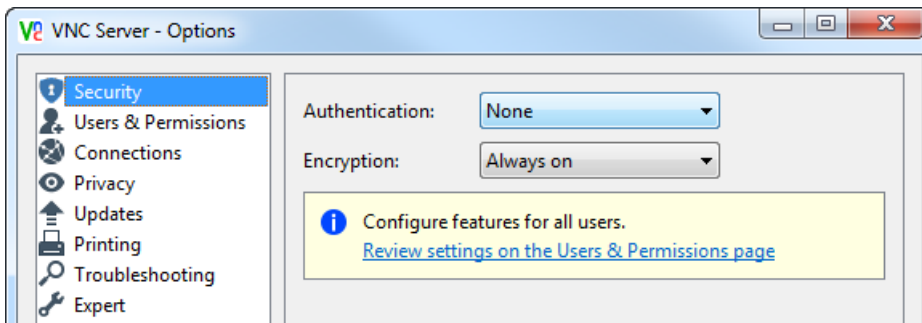 VNC Server - Options
Security
Users & Permissions
Connections
Privacy
Updates
Printing
Troubleshooting
Expert
Authentication: None
Encryption: Always on
Configure features for all users.
Review settings on the Users & Permissions page